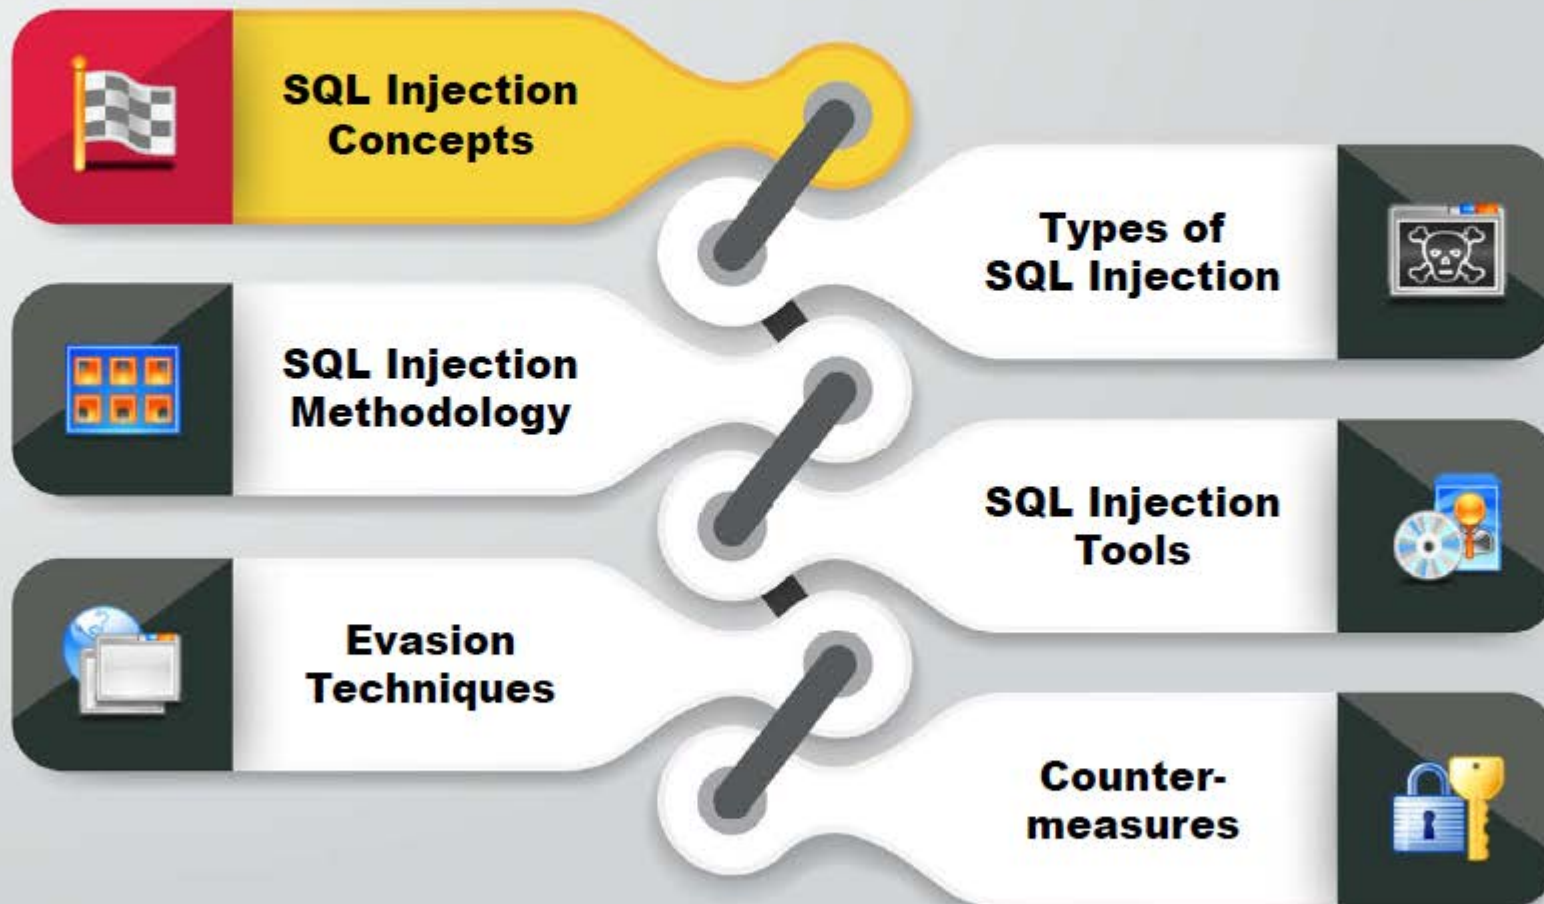 SQL Injection
Concepts
Types of
SQL Injection
SQL Injection
Methodology
SQL Injection
Tools
Evasion
Techniques
Counter-
measures